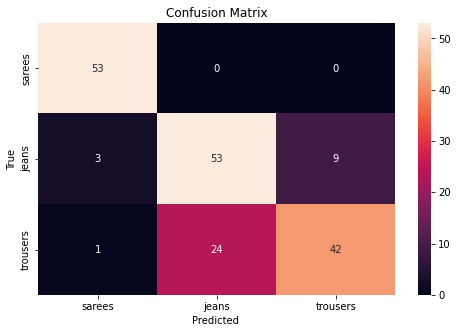 Confusion Matrix
sarees
53
0
0
50
40
True
jeans
3
53
9
30
20
trousers
1
24
42
10
0
sarees
jeans
trousers
Predicted